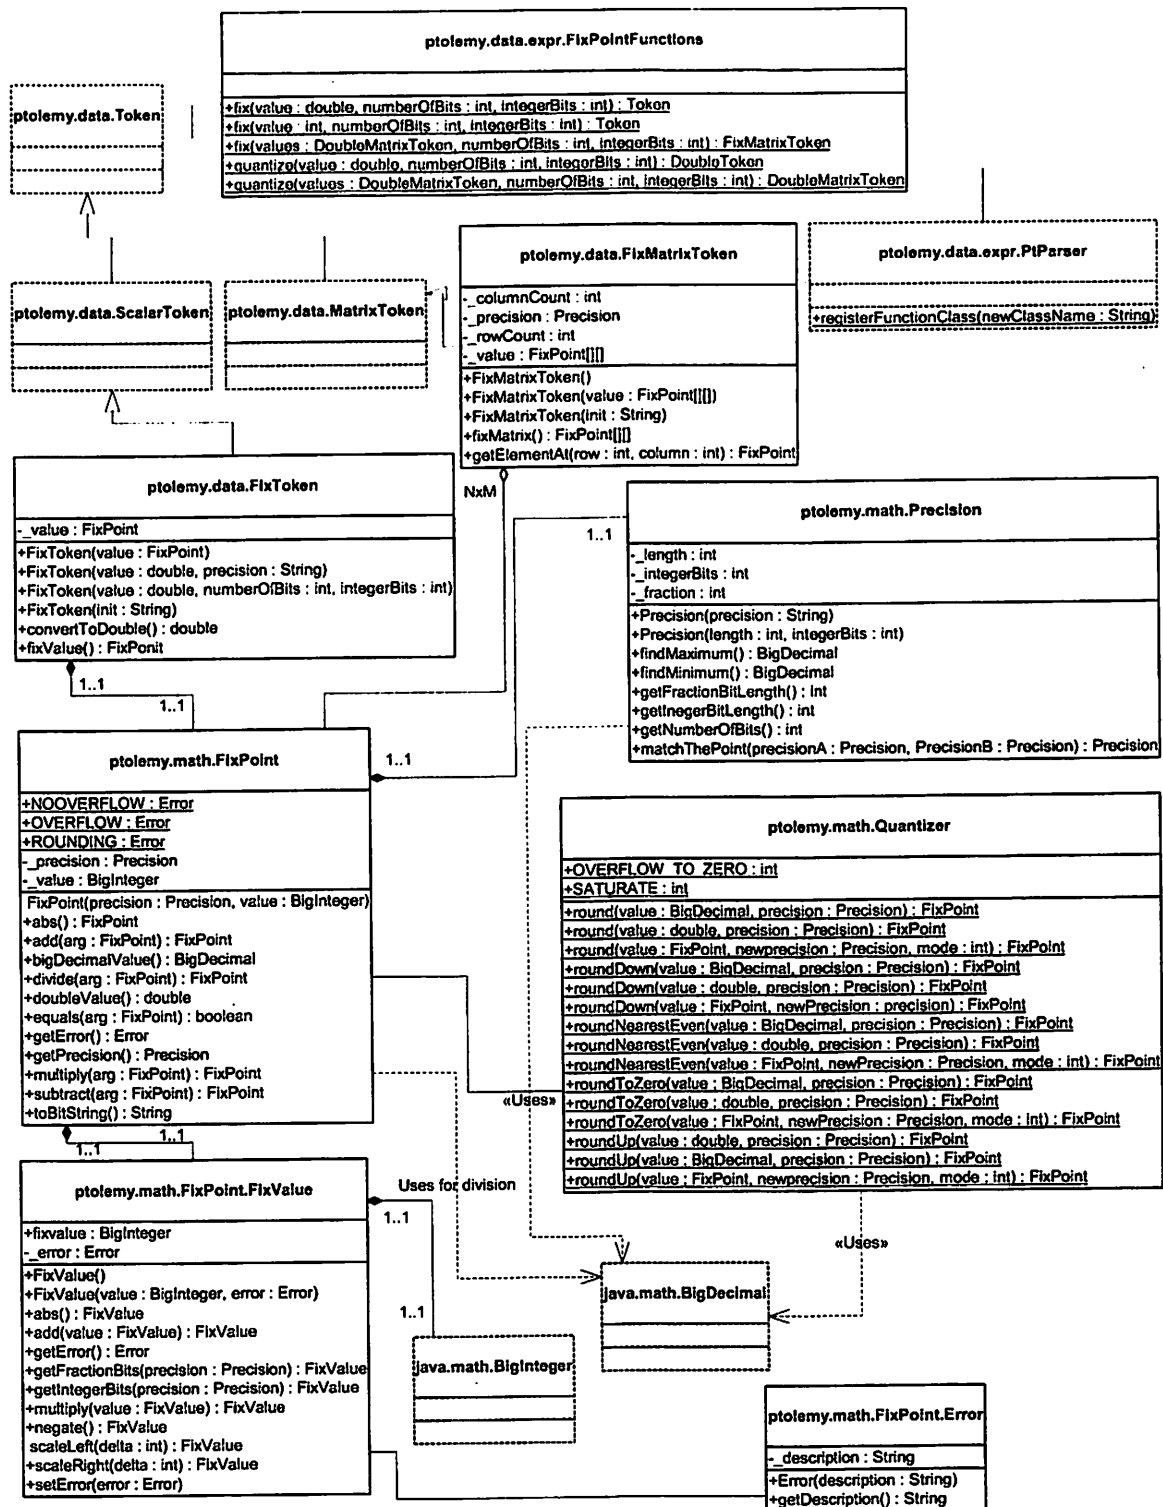 ptolemy.data.expr.FixPointFunctions
+fix(value : double, numberOfBits : int, integerBits : int) : Token
+fix(value : int, numberOfBits : int, integerBits : int) : Token
+fix(values : DoubleMatrixToken, numberOfBits : int, integerBits : int) : FixMatrixToken
+quantize(value : double, numberOfBits : int, integerBits : int) : DoubleToken
+quantize(values : DoubleMatrixToken, numberOfBits : int, integerBits : int) : DoubleMatrixToken
ptolemy.data.Token
ptolemy.data.ScalarToken
ptolemy.data.MatrixToken
ptolemy.data.FixMatrixToken
-_columnCount : int
-_precision : Precision
-_rowCount : int
-_value : FixPoint[][]
+FixMatrixToken()
+FixMatrixToken(value : FixPoint[][])
+FixMatrixToken(init : String)
+fixMatrix() : FixPoint[][]
+getElementAt(row : int, column : int) : FixPoint
ptolemy.data.expr.PtParser
+registerFunctionClass(newClassName : String)
ptolemy.data.FixToken
-_value : FixPoint
+FixToken(value : FixPoint)
+FixToken(value : double, precision : String)
+FixToken(value : double, numberOfBits : int, integerBits : int)
+FixToken(init : String)
+convertToDouble() : double
+fixValue() : FixPonit
NxM
1..1
ptolemy.math.Precision
-_length : int
-_integerBits : int
-_fraction : int
+Precision(precision : String)
+Precision(length : int, integerBits : int)
+findMaximum() : BigDecimal
+findMinimum() : BigDecimal
+getFractionBitLength() : int
+getInegerBitLength() : int
+getNumberOfBits() : int
+matchThePoint(precisionA : Precision, PrecisionB : Precision) : Precision
1..1
1..1
1..1
ptolemy.math.FixPoint
+NOOVERFLOW : Error
+OVERFLOW : Error
+ROUNDING : Error
-_precision : Precision
-_value : BigInteger
FixPoint(precision : Precision, value : BigInteger)
+abs() : FixPoint
+add(arg : FixPoint) : FixPoint
+bigDecimalValue() : BigDecimal
+divide(arg : FixPoint) : FixPoint
+doubleValue() : double
+equals(arg : FixPoint) : boolean
+getError() : Error
+getPrecision() : Precision
+multiply(arg : FixPoint) : FixPoint
+subtract(arg : FixPoint) : FixPoint
+toBitString() : String
ptolemy.math.Quantizer
+OVERFLOW_TO_ZERO : int
+SATURATE : int
+round(value : BigDecimal, precision : Precision) : FixPoint
+round(value : double, precision : Precision) : FixPoint
+round(value : FixPoint, newprecision : Precision, mode : int) : FixPoint
+roundDown(value : BigDecimal, precision : Precision) : FixPoint
+roundDown(value : double, precision : Precision) : FixPoint
+roundDown(value : FixPoint, newPrecision : precision) : FixPoint
+roundNearestEven(value : BigDecimal, precision : Precision) : FixPoint
+roundNearestEven(value : double, precision : Precision) : FixPoint
+roundNearestEven(value : FixPoint, newPrecision : Precision, mode : int) : FixPoint
+roundToZero(value : BigDecimal, precision : Precision) : FixPoint
+roundToZero(value : double, precision : Precision) : FixPoint
+roundToZero(value : FixPoint, newPrecision : Precision, mode : int) : FixPoint
+roundUp(value : double, precision : Precision) : FixPoint
+roundUp(value : BigDecimal, precision : Precision) : FixPoint
+roundUp(value : FixPoint, newprecision : Precision, mode : int) : FixPoint
«Uses»
1..1
1..1
ptolemy.math.FixPoint.FixValue
+fixvalue : BigInteger
-_error : Error
+FixValue()
+FixValue(value : BigInteger, error : Error)
+abs() : FixValue
+add(value : FixValue) : FixValue
+getError() : Error
+getFractionBits(precision : Precision) : FixValue
+getIntegerBits(precision : Precision) : FixValue
+multiply(value : FixValue) : FixValue
+negate() : FixValue
scaleLeft(delta : int) : FixValue
+scaleRight(delta : int) : FixValue
+setError(error : Error)
Uses for division
1..1
1..1
«Uses»
java.math.BigDecimal
java.math.BigInteger
ptolemy.math.FixPoint.Error
-_description : String
+Error(description : String)
+getDescription() : String